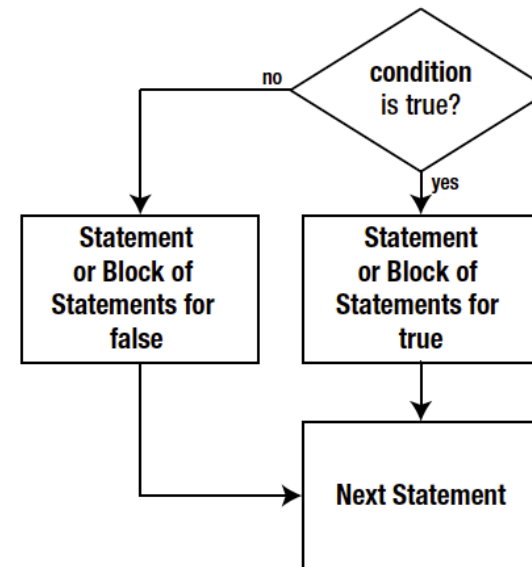 condition
is true?
no
yes
Statement
or Block of
Statements for
false
Statement
or Block of
Statements for
true
Next Statement